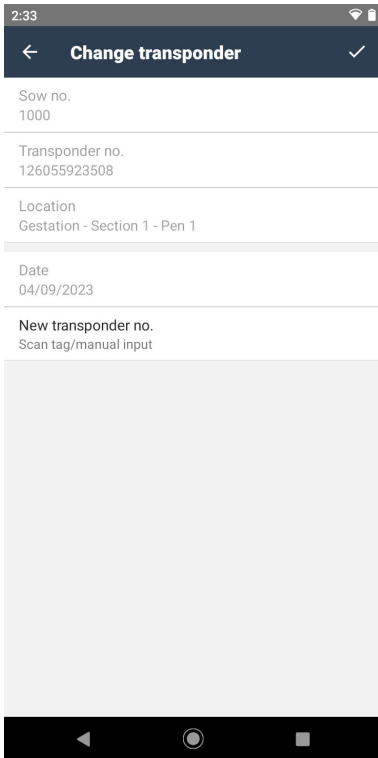 2:33
Change transponder
Sow no.
1000
Transponder no.
126055923508
Location
Gestation - Section 1 - Pen 1
Date
04/09/2023
New transponder no.
Scan tag/manual input